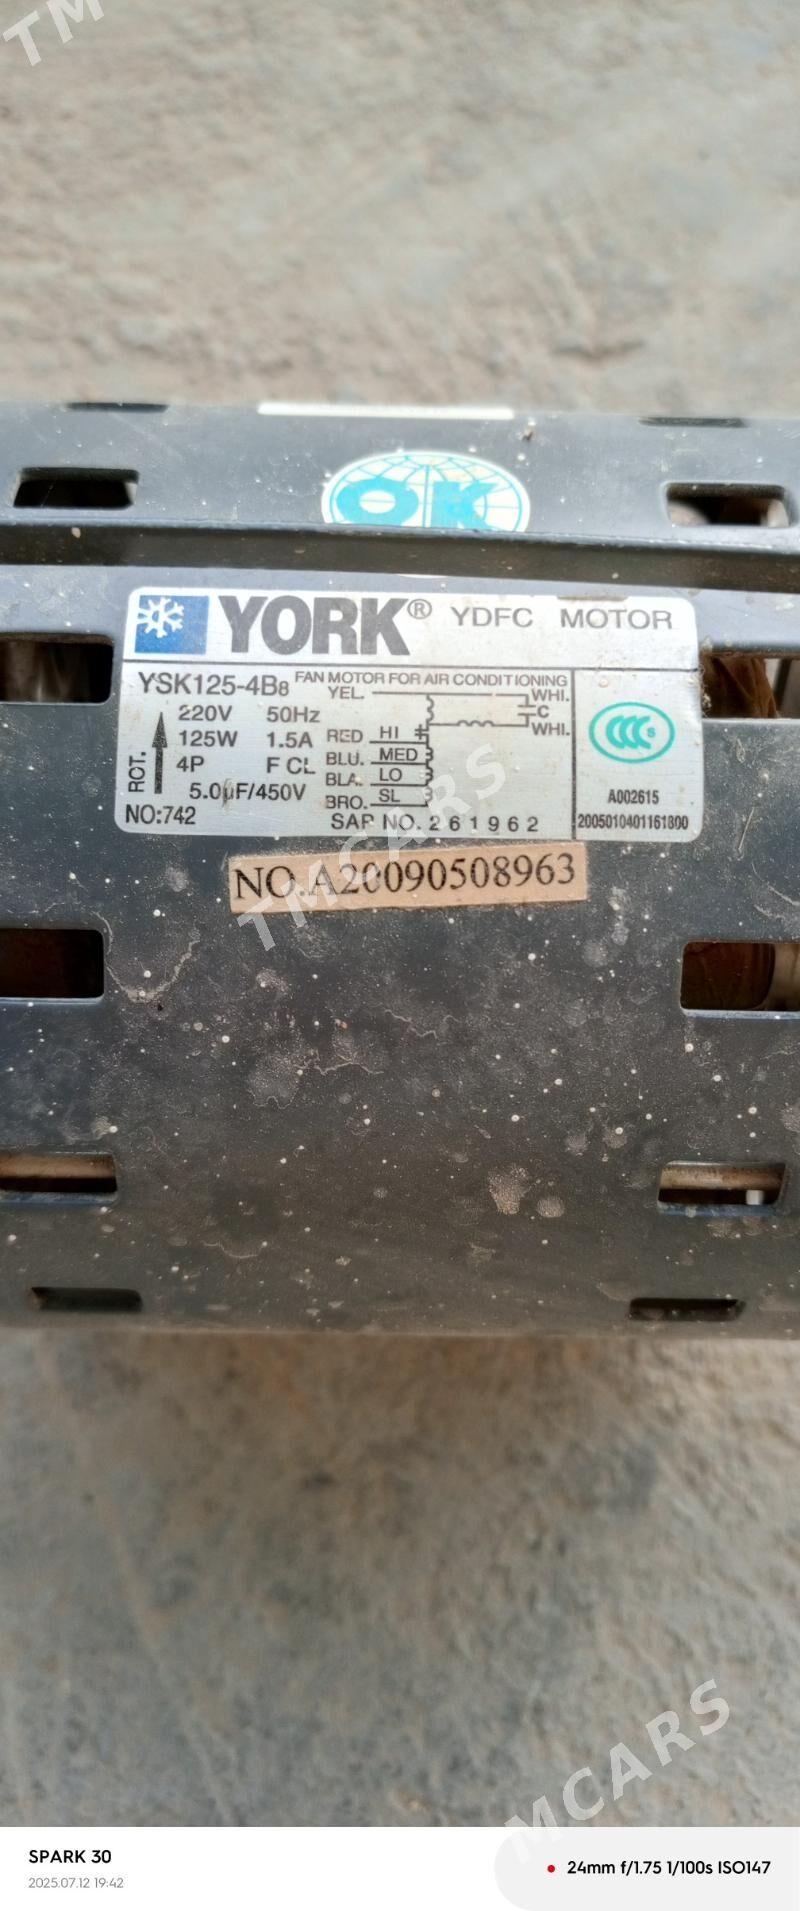 TM
OK
YORK® YDFC MOTOR
YSK125-4B8 FAN MOTOR FOR AIR CONDITIONING
YEL. WHI.
220V 50Hz C
125W 1.5A RED HI WHI.
4P F CL BLU. MED
ROT. BLA. LO
5.0µF/450V BRO. SL
CCC S
A002615
NO:742 SAP NO. 261962 2005010401161800
NO.A20090508963
TMCARS
MCARS
SPARK 30
2025.07.12 19:42
24mm f/1.75 1/100s ISO147